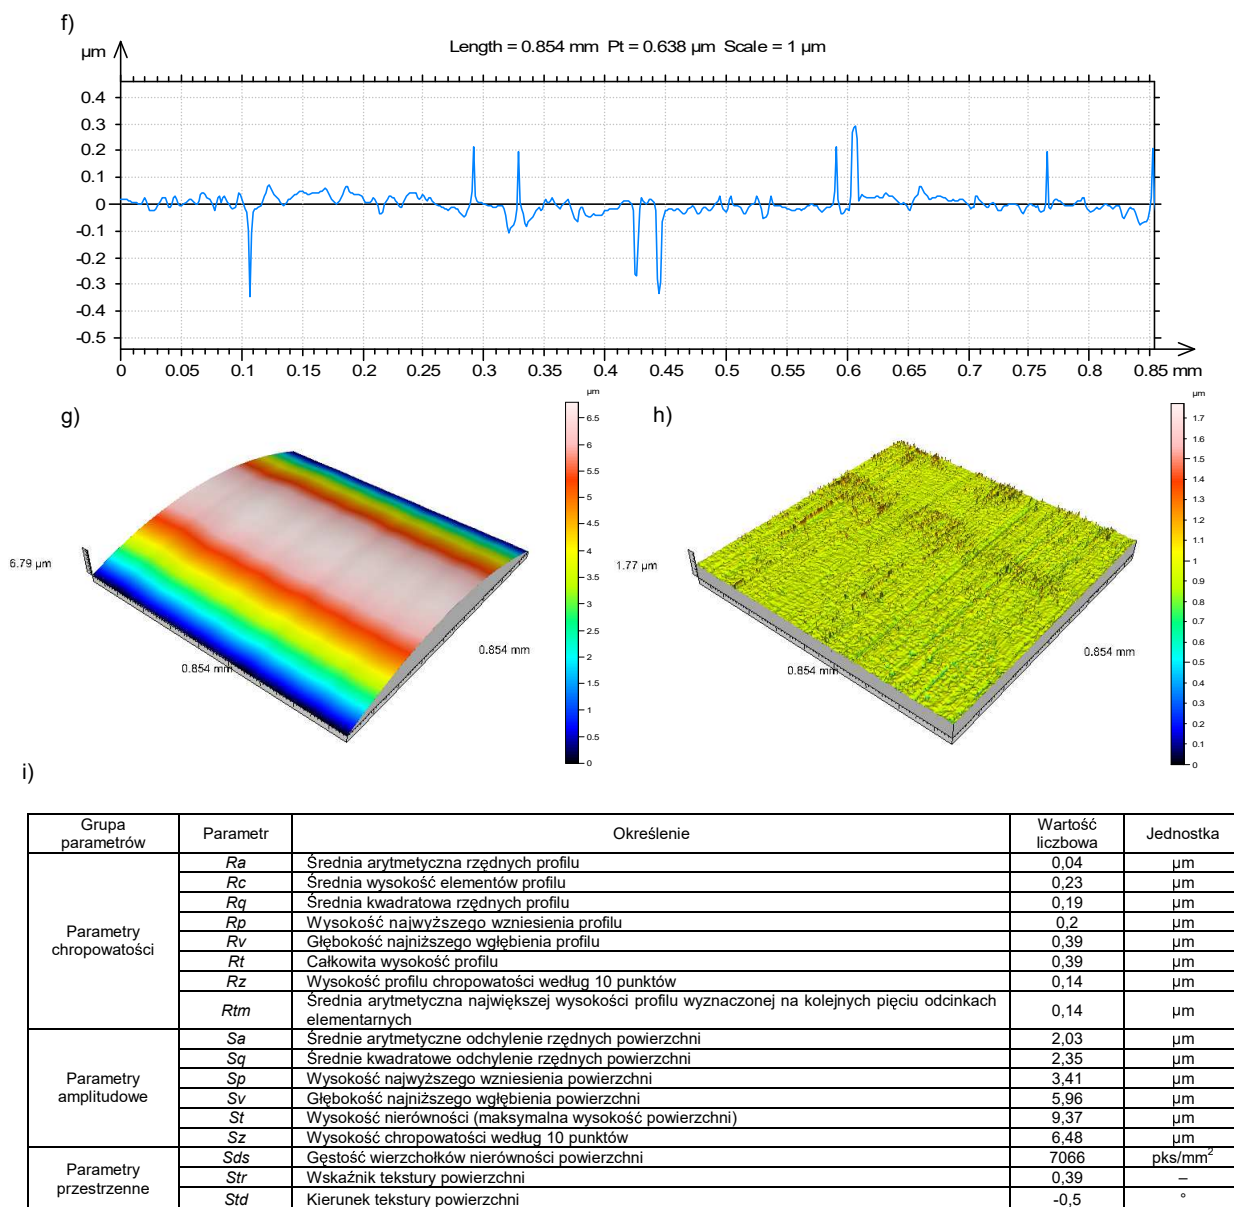 f)
Length = 0.854 mm Pt = 0.638 µm Scale = 1 µm
µm
0.4
0.3
0.2
0.1
0
-0.1
-0.2
-0.3
-0.4
-0.5
0 0.05 0.1 0.15 0.2 0.25 0.3 0.35 0.4 0.45 0.5 0.55 0.6 0.65 0.7 0.75 0.8 0.85 mm
g)
µm
6.5
6
5.5
5
4.5
4
3.5
3
2.5
2
1.5
1
0.5
0
6.79 µm
0.854 mm
0.854 mm
h)
µm
1.7
1.6
1.5
1.4
1.3
1.2
1.1
1
0.9
0.8
0.7
0.6
0.5
0.4
0.3
0.2
0.1
0
1.77 µm
0.854 mm
0.854 mm
i)
Grupa parametrów Parametr Określenie Wartość liczbowa Jednostka
Parametry chropowatości
Ra Średnia arytmetyczna rzędnych profilu 0,04 µm
Rc Średnia wysokość elementów profilu 0,23 µm
Rq Średnia kwadratowa rzędnych profilu 0,19 µm
Rp Wysokość najwyższego wzniesienia profilu 0,2 µm
Rv Głębokość najniższego wgłębienia profilu 0,39 µm
Rt Całkowita wysokość profilu 0,39 µm
Rz Wysokość profilu chropowatości według 10 punktów 0,14 µm
Rtm Średnia arytmetyczna największej wysokości profilu wyznaczonej na kolejnych pięciu odcinkach
elementarnych 0,14 µm
Parametry amplitudowe
Sa Średnie arytmetyczne odchylenie rzędnych powierzchni 2,03 µm
Sq Średnie kwadratowe odchylenie rzędnych powierzchni 2,35 µm
Sp Wysokość najwyższego wzniesienia powierzchni 3,41 µm
Sv Głębokość najniższego wgłębienia powierzchni 5,96 µm
St Wysokość nierówności (maksymalna wysokość powierzchni) 9,37 µm
Sz Wysokość chropowatości według 10 punktów 6,48 µm
Parametry przestrzenne
Sds Gęstość wierzchołków nierówności powierzchni 7066 pks/mm²
Str Wskaźnik tekstury powierzchni 0,39 –
Std Kierunek tekstury powierzchni -0,5 °